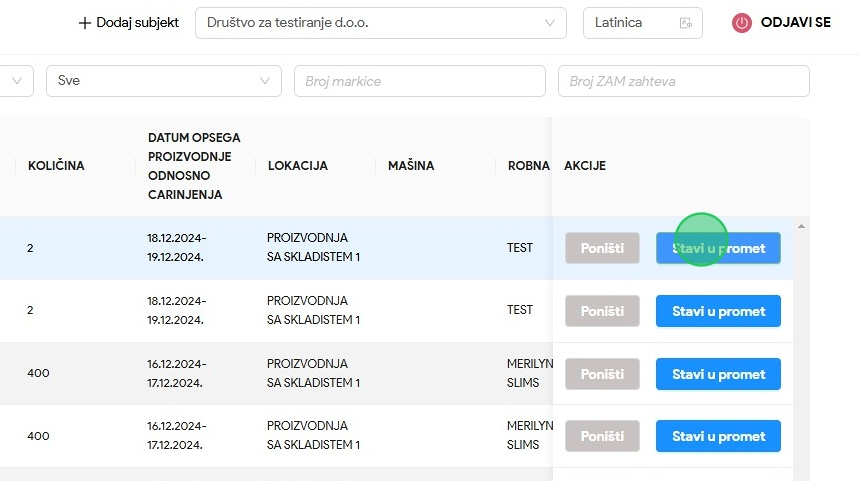 + Dodaj subjekt
Društvo za testiranje d.o.o.
Latinica
ODJAVI SE
Sve
Broj markice
Broj ZAM zahteva
KOLIČINA
DATUM OPSEGA
PROIZVODNJE
ODNOSNO
CARINJENJA
LOKACIJA
MAŠINA
ROBNA
AKCIJE
2
18.12.2024-
19.12.2024.
PROIZVODNJA
SA SKLADISTEM 1
TEST
Poništi
Stavi u promet
2
18.12.2024-
19.12.2024.
PROIZVODNJA
SA SKLADISTEM 1
TEST
Poništi
Stavi u promet
400
16.12.2024-
17.12.2024.
PROIZVODNJA
SA SKLADISTEM 1
MERILYN
SLIMS
Poništi
Stavi u promet
400
16.12.2024-
17.12.2024.
PROIZVODNJA
SA SKLADISTEM 1
MERILYN
SLIMS
Poništi
Stavi u promet